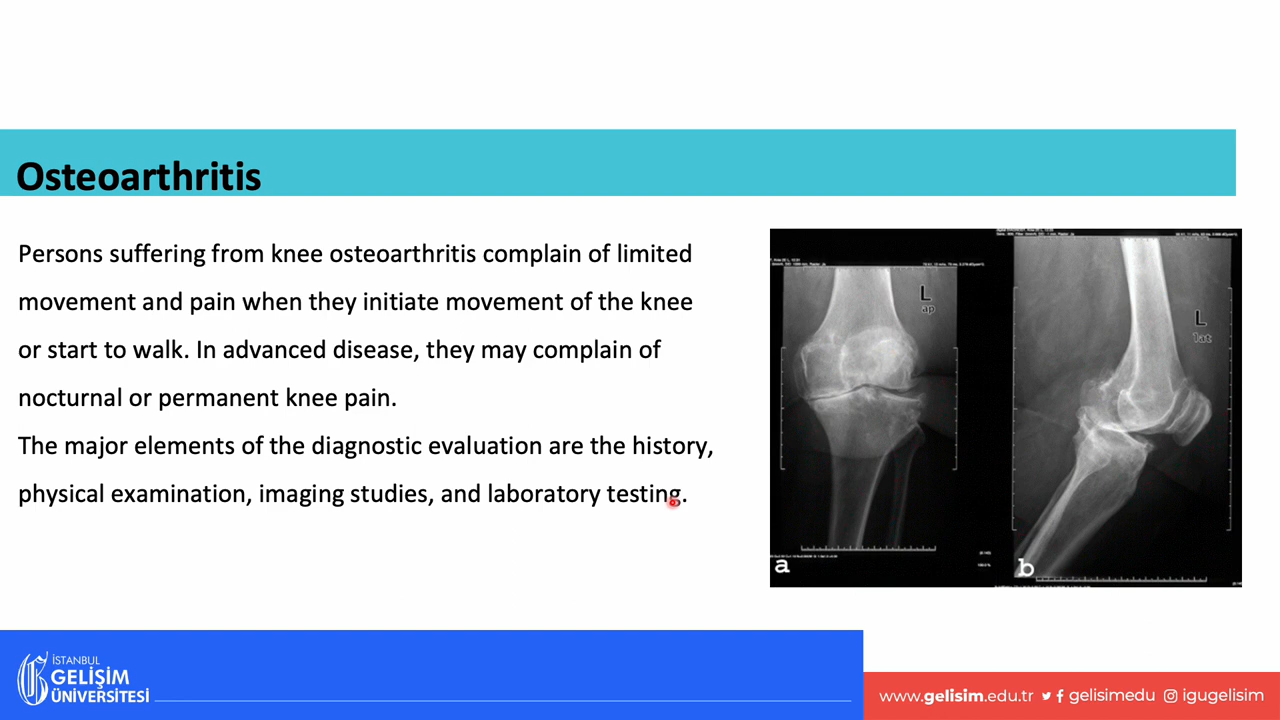 Osteoarthritis
Persons suffering from knee osteoarthritis complain of limited
movement and pain when they initiate movement of the knee
or start to walk. In advanced disease, they may complain of
nocturnal or permanent knee pain.
The major elements of the diagnostic evaluation are the history,
physical examination, imaging studies, and laboratory testing.
L
ap
a
L
lat
b
İSTANBUL
GELİŞİM
ÜNİVERSİTESİ
www.gelisim.edu.tr gelisimedu igugelisim